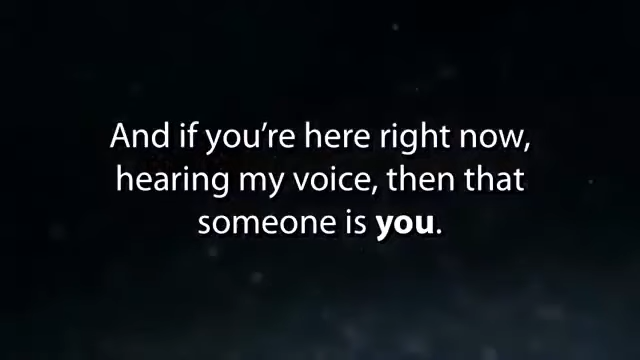 And if you’re here right now,
hearing my voice, then that
someone is you.